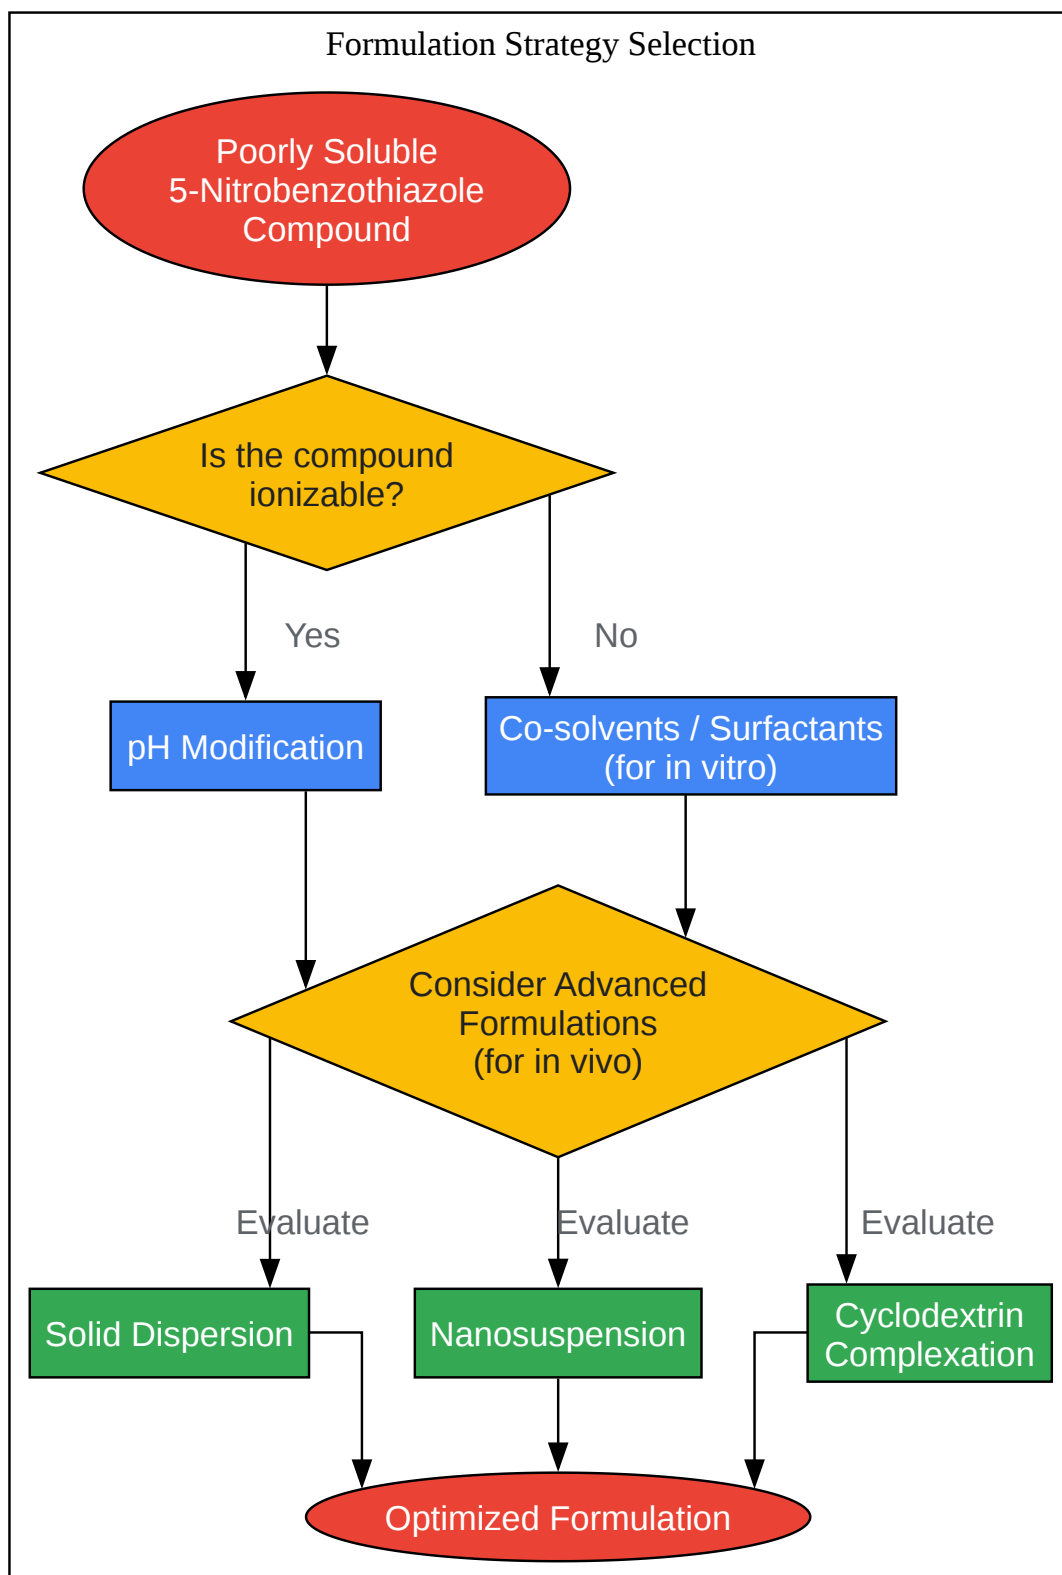 Formulation Strategy Selection
Poorly Soluble
5-Nitrobenzothiazole
Compound
Is the compound
ionizable?
Yes
No
pH Modification
Co-solvents / Surfactants
(for in vitro)
Consider Advanced
Formulations
(for in vivo)
Evaluate
Evaluate
Evaluate
Solid Dispersion
Nanosuspension
Cyclodextrin
Complexation
Optimized Formulation